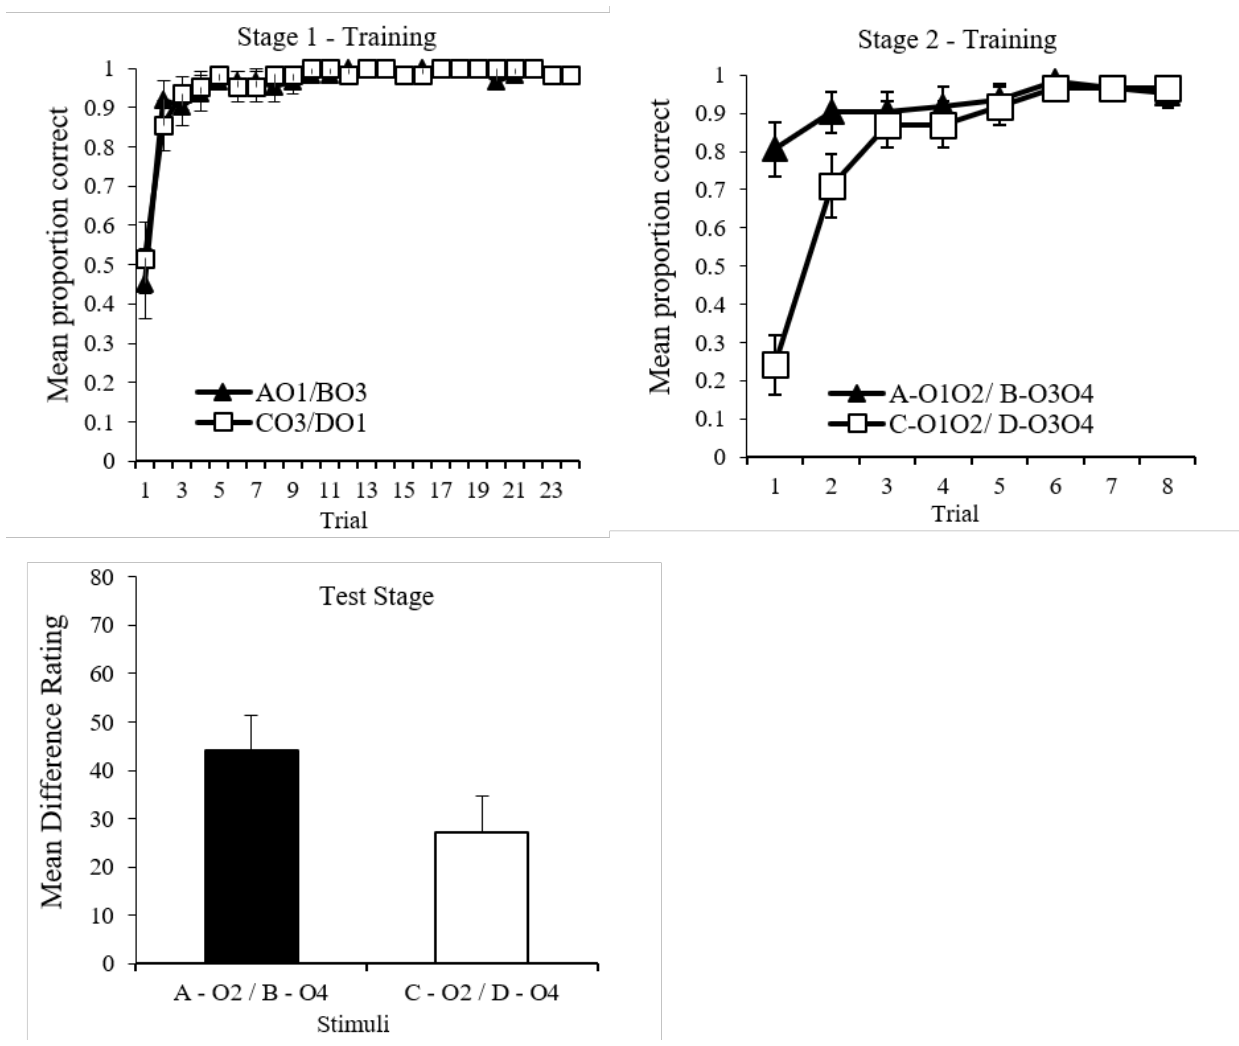 Stage 1 - Training
Mean proportion correct
1
0.9
0.8
0.7
0.6
0.5
0.4
0.3
0.2
0.1
0
AO1/BO3
CO3/DO1
1 3 5 7 9 11 13 15 17 19 21 23
Trial
Stage 2 - Training
Mean proportion correct
1
0.9
0.8
0.7
0.6
0.5
0.4
0.3
0.2
0.1
0
A-O1O2/ B-O3O4
C-O1O2/ D-O3O4
1 2 3 4 5 6 7 8
Trial
Test Stage
Mean Difference Rating
80
70
60
50
40
30
20
10
0
A - O2 / B - O4 C - O2 / D - O4
Stimuli